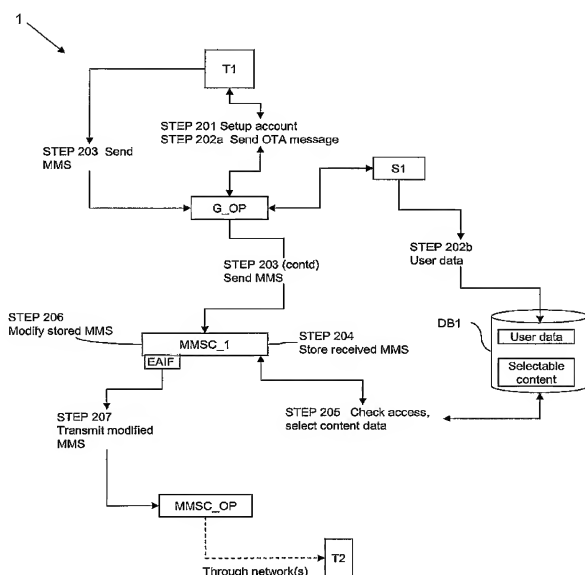 1
T1
STEP 201 Setup account
STEP 202a Send OTA message
STEP 203 Send
MMS
S1
G_OP
STEP 202b
User data
STEP 203 (contd)
Send MMS
STEP 206
Modify stored MMS
MMSC_1
EAIF
STEP 204
Store received MMS
DB1
User data
Selectable
content
STEP 205 Check access,
select content data
STEP 207
Transmit modified
MMS
MMSC_OP
T2
Through network(s)